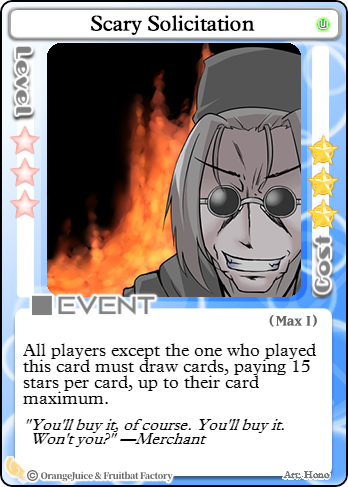 Scary Solicitation
U
Level
Cost
EVENT
(Max 1)
All players except the one who played
this card must draw cards, paying 15
stars per card, up to their card
maximum.
"You'll buy it, of course. You'll buy it.
Won't you?" —Merchant
© OrangeJuice & Fruitbat Factory
Art: Hono